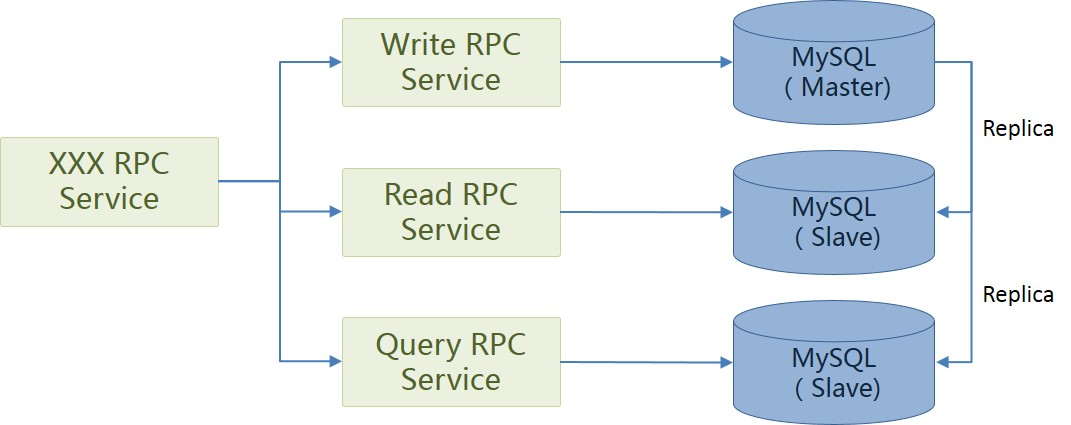 XXX RPC
Service
Write RPC
Service
MySQL
( Master)
Replica
Read RPC
Service
MySQL
( Slave)
Replica
Query RPC
Service
MySQL
( Slave)